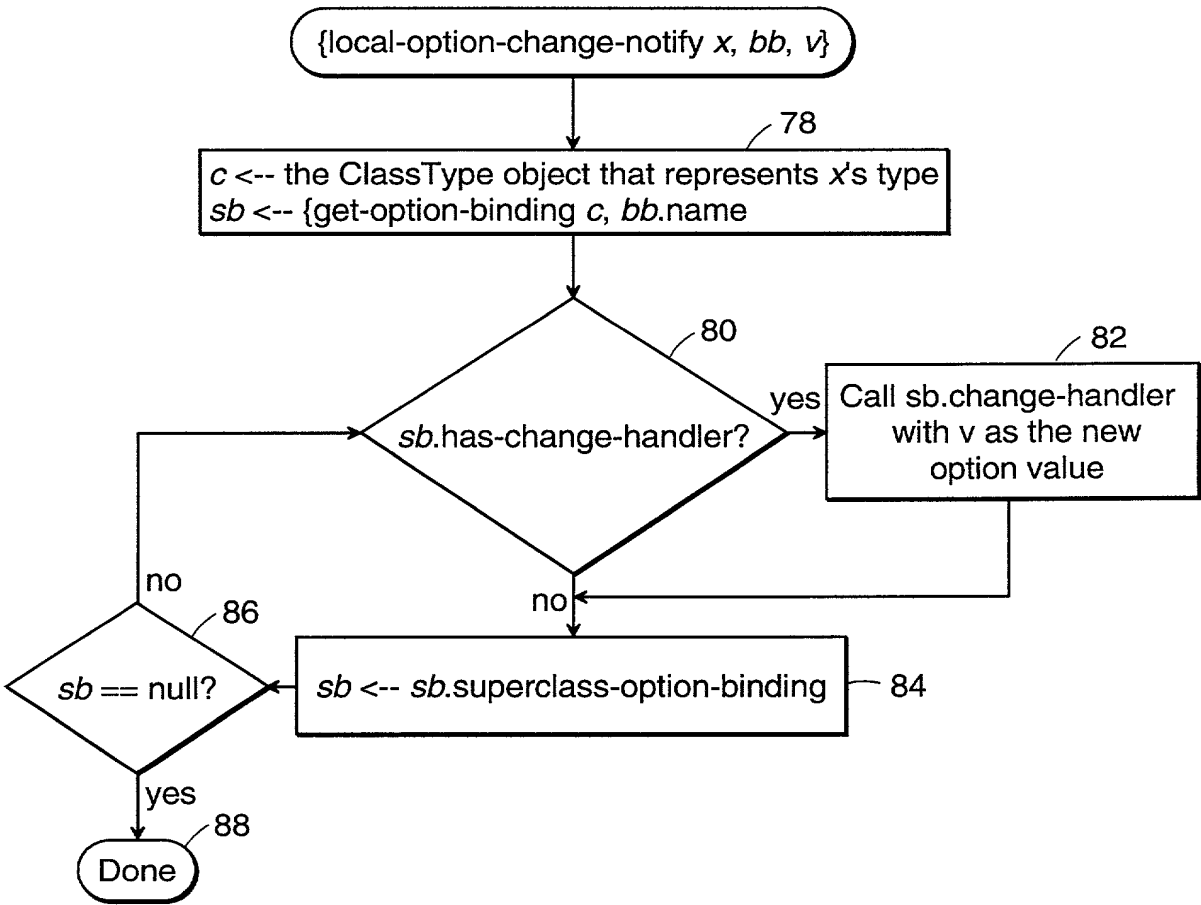 {local-option-change-notify x, bb, v}
78
c <-- the ClassType object that represents x's type
sb <-- {get-option-binding c, bb.name
80
sb.has-change-handler?
yes
82
Call sb.change-handler
with v as the new
option value
no
no
86
sb == null?
sb <-- sb.superclass-option-binding
84
yes
88
Done